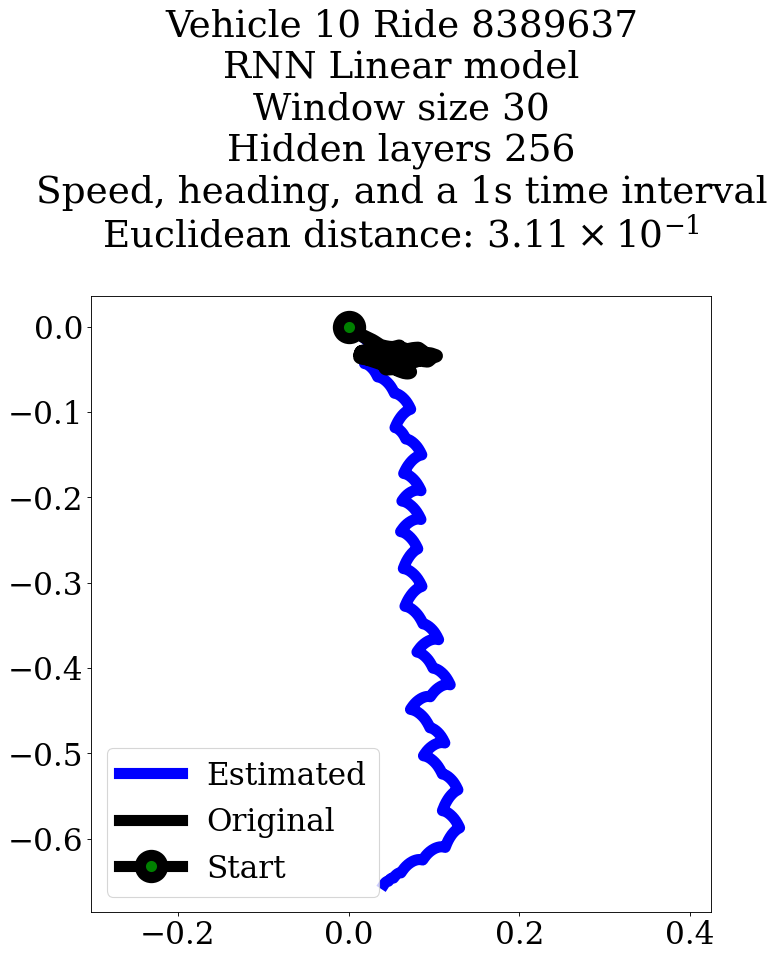 Vehicle 10 Ride 8389637
RNN Linear model
Window size 30
Hidden layers 256
Speed, heading, and a 1s time interval
Euclidean distance: 3.11 × 10⁻¹
0.0
−0.1
−0.2
−0.3
−0.4
−0.5
−0.6
Estimated
Original
Start
−0.2 0.0 0.2 0.4